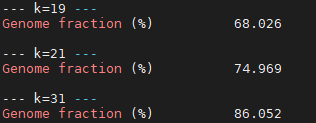 --- k=19 ---
Genome fraction (%) 68.026
--- k=21 ---
Genome fraction (%) 74.969
--- k=31 ---
Genome fraction (%) 86.052